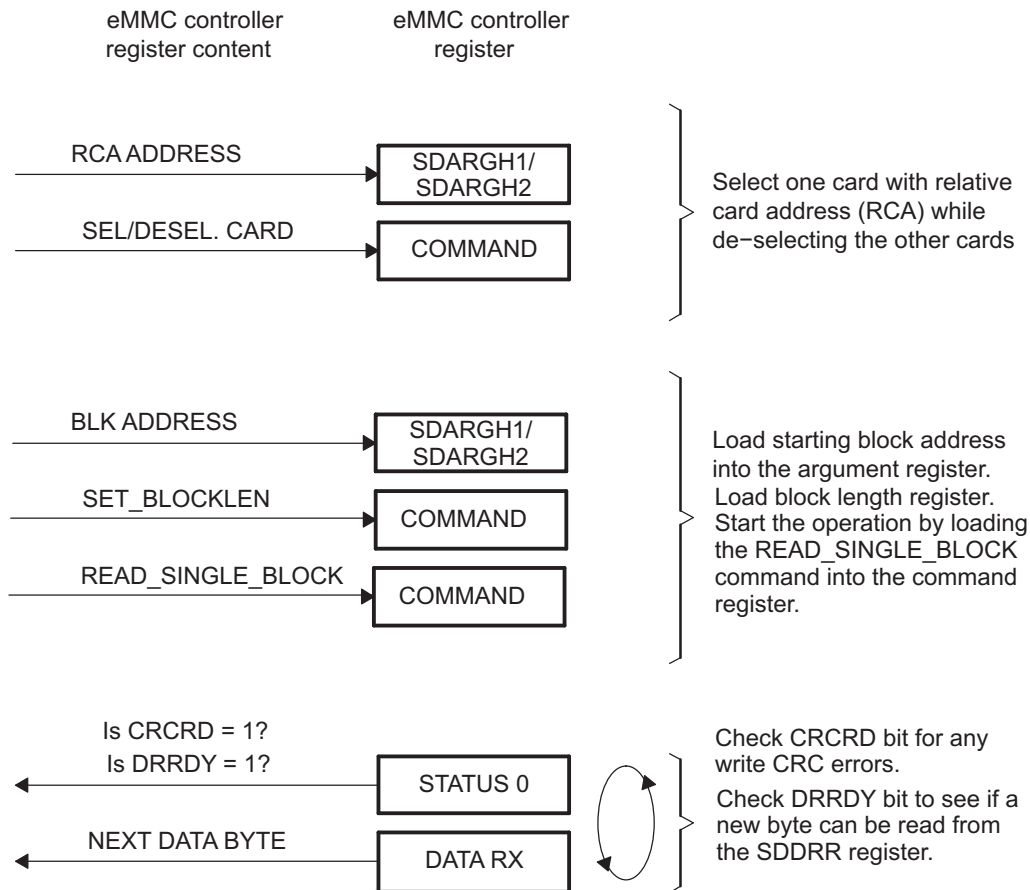 eMMC controller
register content
eMMC controller
register
RCA ADDRESS
SDARGH1/
SDARGH2
SEL/DESEL. CARD
COMMAND
Select one card with relative
card address (RCA) while
de−selecting the other cards
BLK ADDRESS
SDARGH1/
SDARGH2
SET_BLOCKLEN
COMMAND
READ_SINGLE_BLOCK
COMMAND
Load starting block address
into the argument register.
Load block length register.
Start the operation by loading
the READ_SINGLE_BLOCK
command into the command
register.
Is CRCRD = 1?
Is DRRDY = 1?
STATUS 0
NEXT DATA BYTE
DATA RX
Check CRCRD bit for any
write CRC errors.
Check DRRDY bit to see if a
new byte can be read from
the SDDRR register.